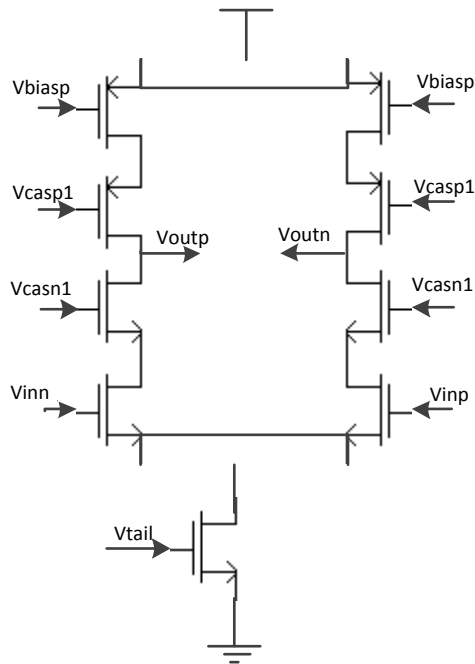 Vbiasp
Vbiasp
Vcasp1
Vcasp1
Voutp
Voutn
Vcasn1
Vcasn1
Vinn
Vinp
Vtail